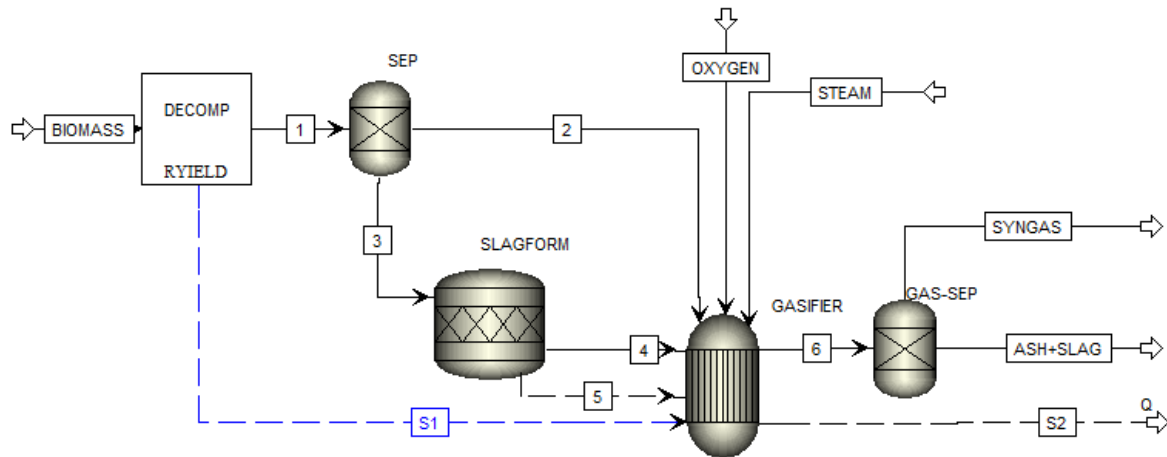 OXYGEN
SEP
STEAM
DECOMP
BIOMASS
1
2
RYIELD
SYNGAS
3
SLAGFORM
GAS-SEP
GASIFIER
4
6
ASH+SLAG
5
Q
S1
S2